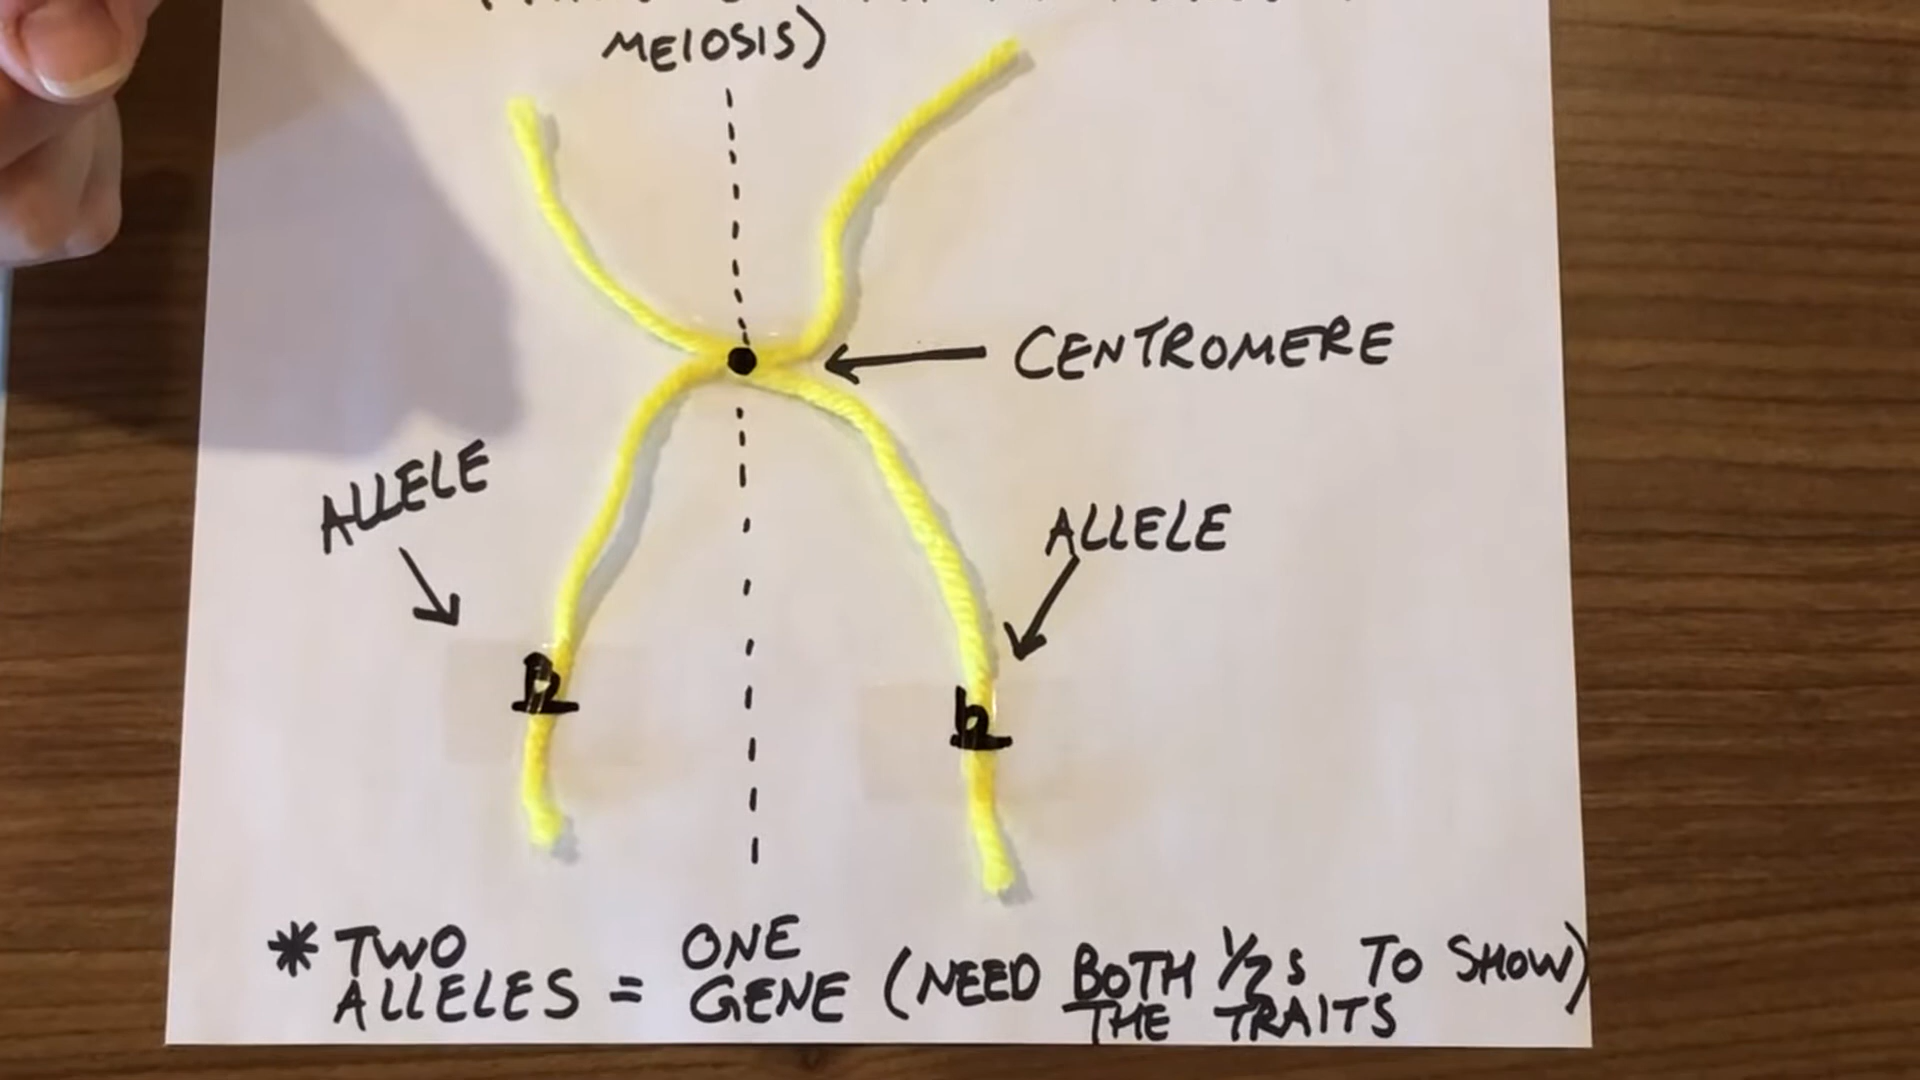 MEIOSIS)
CENTROMERE
ALLELE
ALLELE
b
b
* TWO ALLELES = ONE GENE (NEED BOTH 1/2s TO SHOW)
THE TRAITS